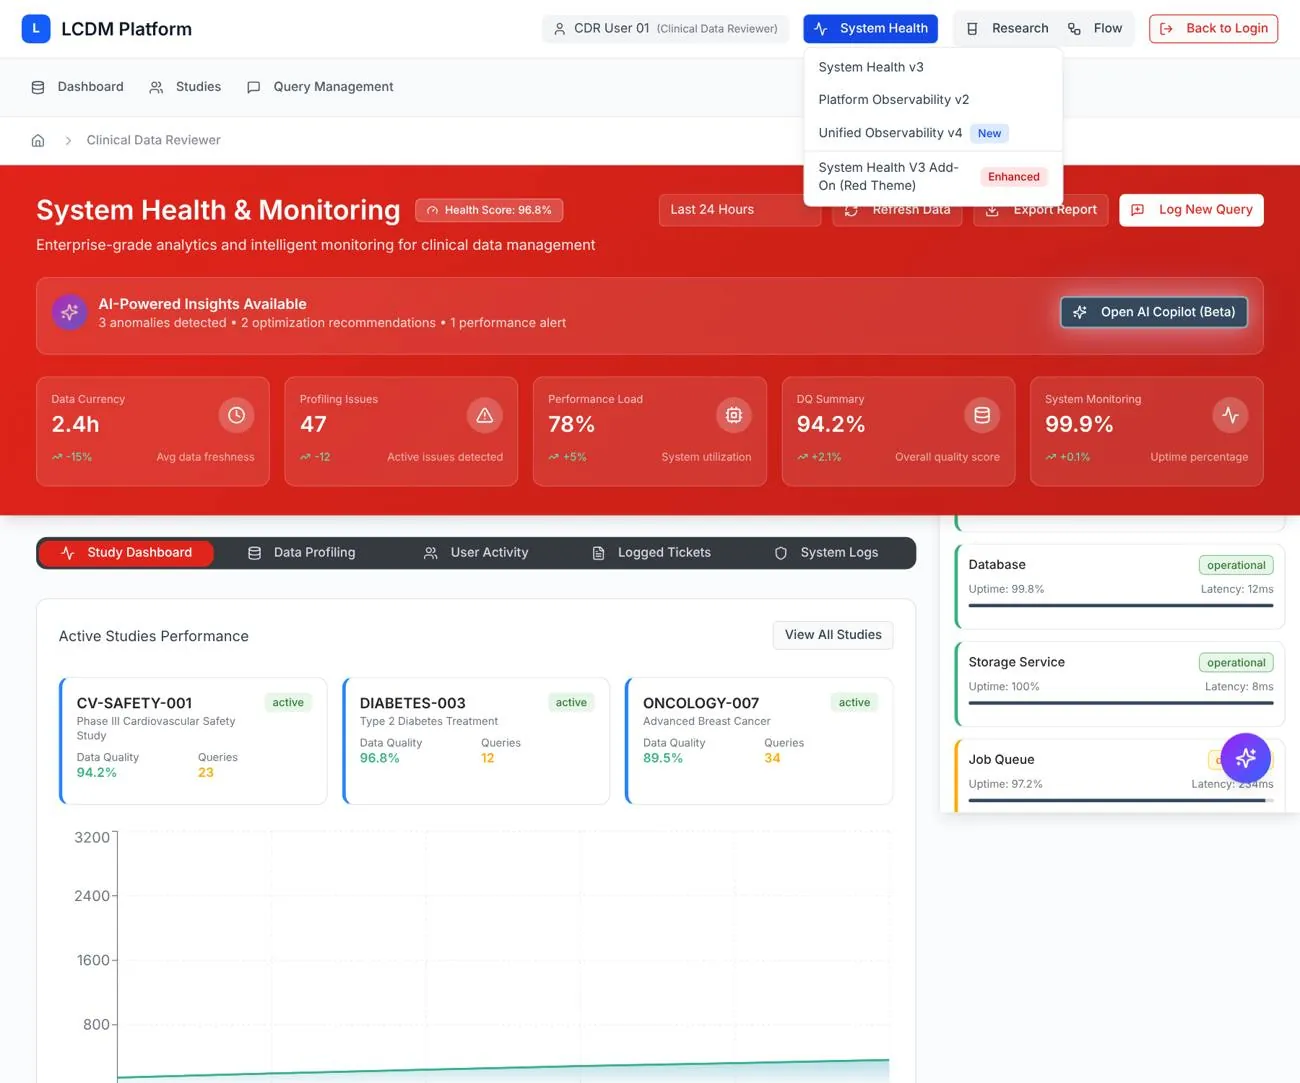 L LCDM Platform
CDR User 01 (Clinical Data Reviewer)
System Health
Research
Flow
Back to Login
System Health v3
Platform Observability v2
Unified Observability v4 New
System Health V3 Add-
On (Red Theme)
Enhanced
Dashboard
Studies
Query Management
Clinical Data Reviewer
System Health & Monitoring
Health Score: 96.8%
Last 24 Hours
Refresh Data
Export Report
Log New Query
Enterprise-grade analytics and intelligent monitoring for clinical data management
AI-Powered Insights Available
3 anomalies detected • 2 optimization recommendations • 1 performance alert
Open AI Copilot (Beta)
Data Currency
2.4h
-15%
Avg data freshness
Profiling Issues
47
-12
Active issues detected
Performance Load
78%
+5%
System utilization
DQ Summary
94.2%
+2.1%
Overall quality score
System Monitoring
99.9%
+0.1%
Uptime percentage
Study Dashboard
Data Profiling
User Activity
Logged Tickets
System Logs
Active Studies Performance
View All Studies
CV-SAFETY-001
active
Phase III Cardiovascular Safety
Study
Data Quality
94.2%
Queries
23
DIABETES-003
active
Type 2 Diabetes Treatment
Data Quality
96.8%
Queries
12
ONCOLOGY-007
active
Advanced Breast Cancer
Data Quality
89.5%
Queries
34
3200
2400
1600
800
Database
operational
Uptime: 99.8%
Latency: 12ms
Storage Service
operational
Uptime: 100%
Latency: 8ms
Job Queue
Uptime: 97.2%
Latency: 234ms